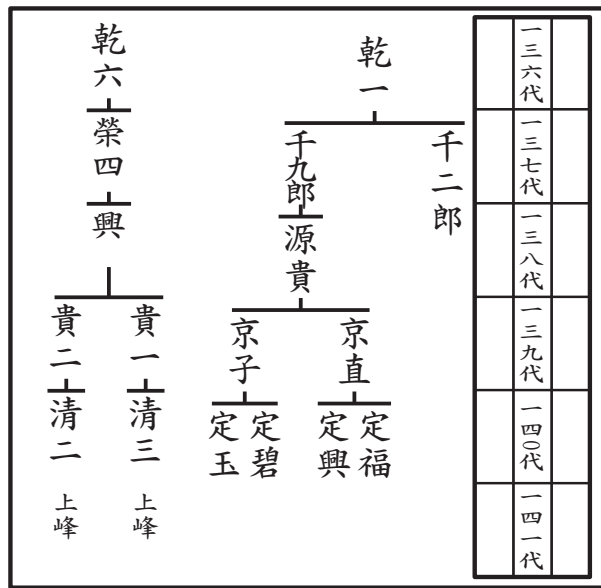 一三六代
一三七代
一三八代
一三九代
一四〇代
一四一代
乾一
千二郎
千九郎
源貴
京直
京子
定福
定興
定碧
定玉
乾六
榮四
興
貴一
貴二
清三
清二
上峰
上峰